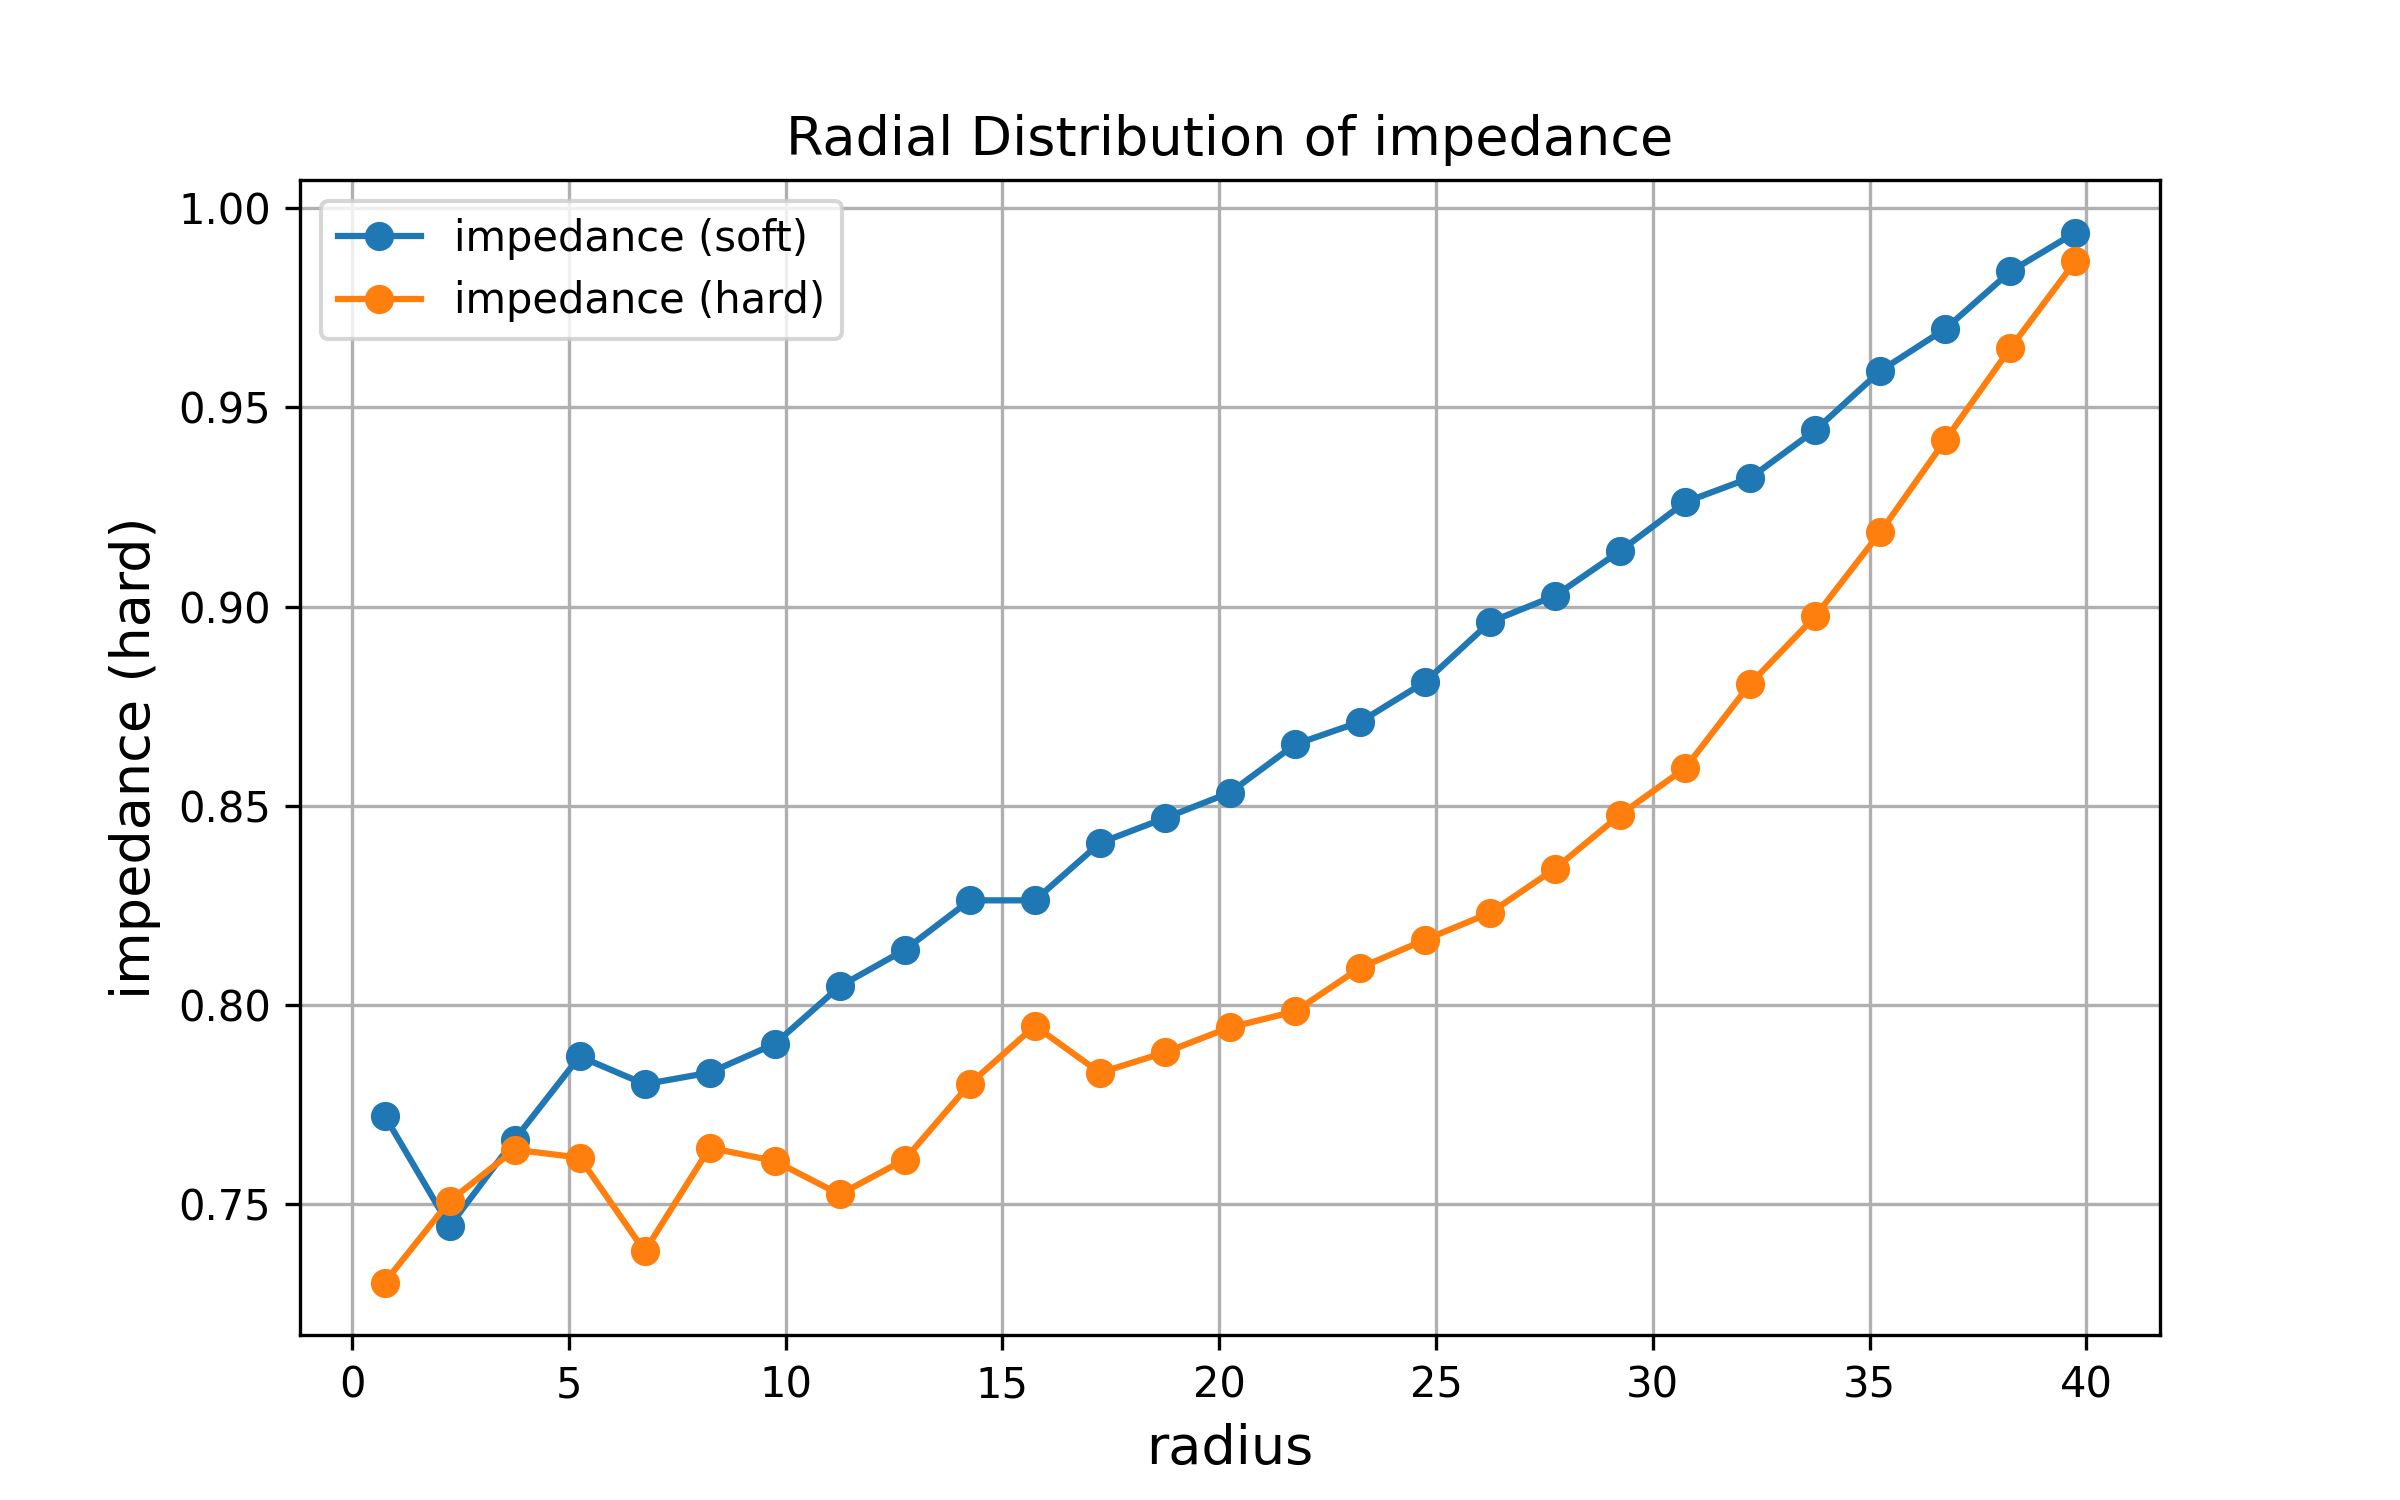 Radial Distribution of impedance
impedance (soft)
impedance (hard)
impedance (hard)
1.00
0.95
0.90
0.85
0.80
0.75
0 5 10 15 20 25 30 35 40
radius